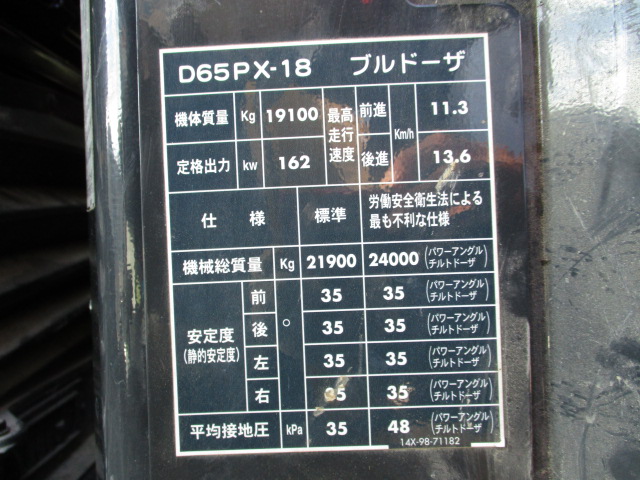 D65PX-18 ブルドーザ
機体質量 Kg 19100 最高走行速度 前進 Km/h 11.3
定格出力 kw 162 後進 13.6
仕様 標準 労働安全衛生法による
最も不利な仕様
機械総質量 Kg 21900 24000 (パワーアングル
チルトドーザ)
安定度
(静的安定度)
前 ° 35 35 (パワーアングル
チルトドーザ)
後 35 35 (パワーアングル
チルトドーザ)
左 35 35 (パワーアングル
チルトドーザ)
右 35 35 (パワーアングル
チルトドーザ)
平均接地圧 kPa 35 48 (パワーアングル
チルトドーザ)
14X-98-71182